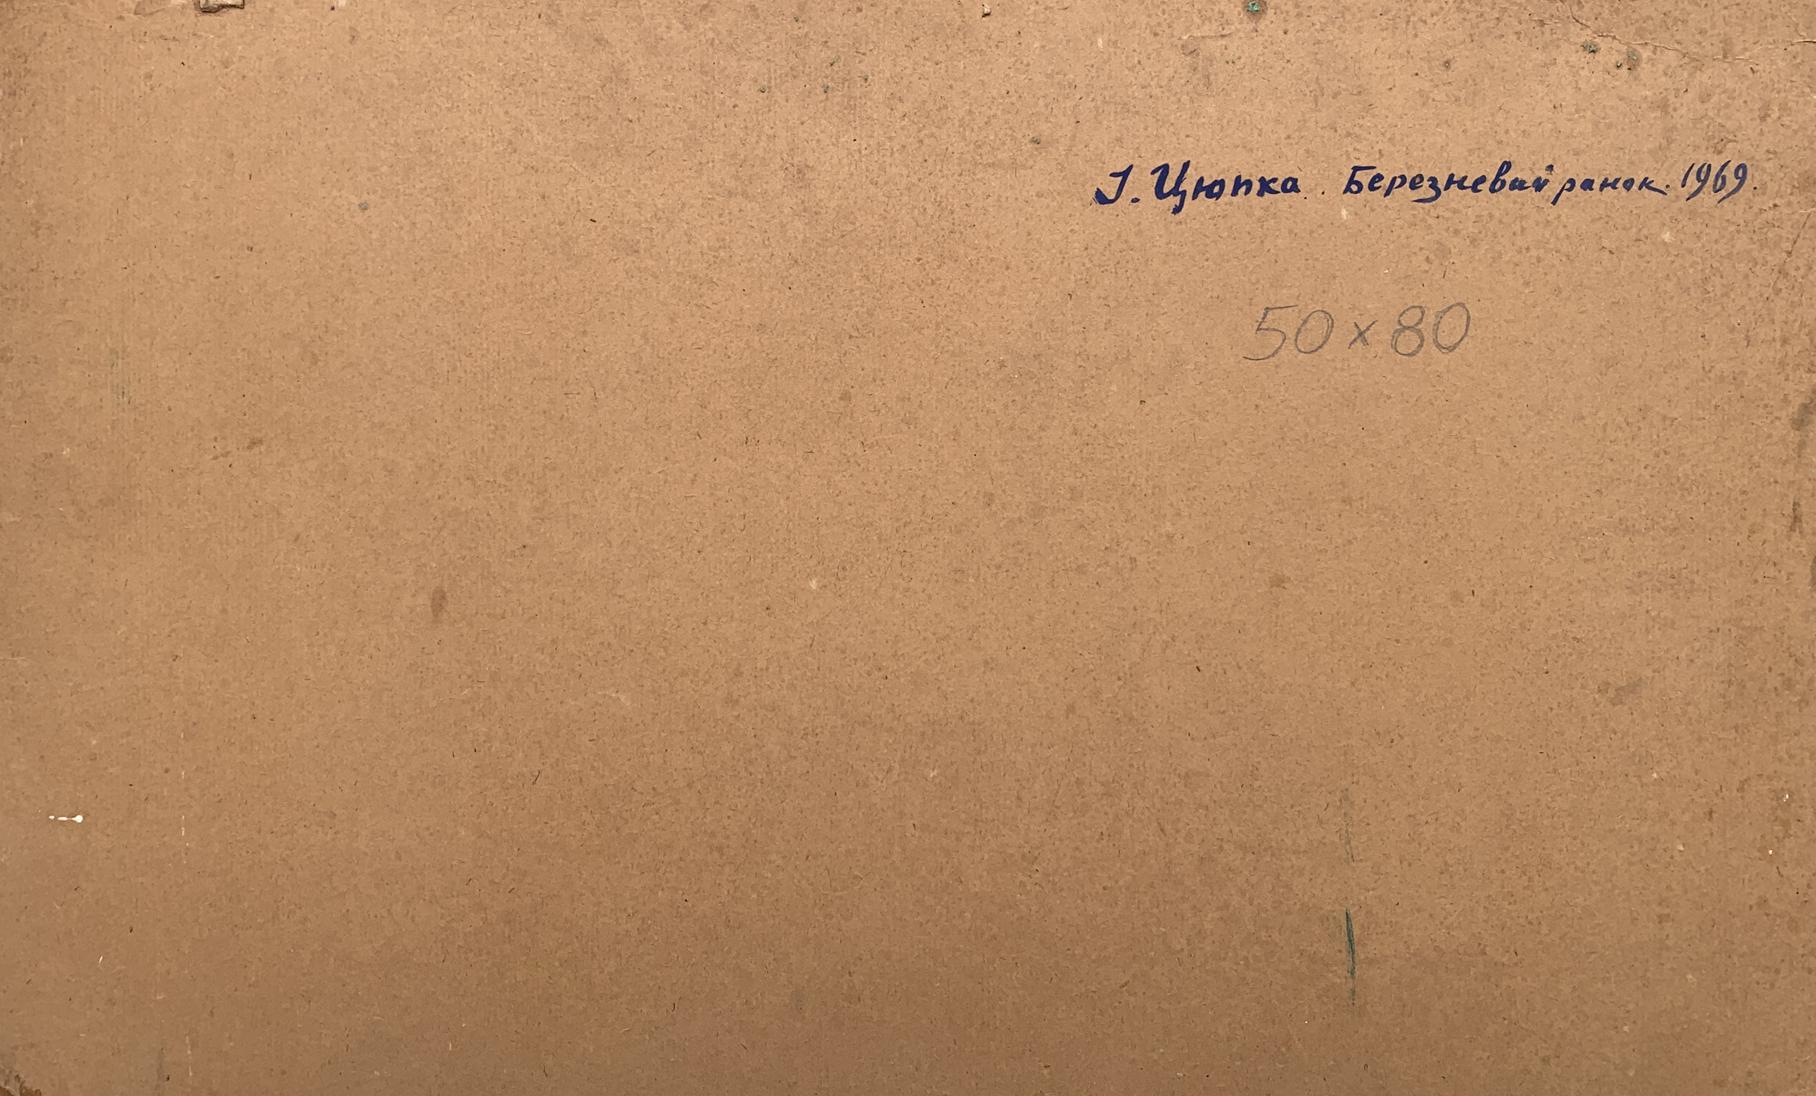 І. Цюпка. Березневий ранок. 1969.
50 x 80